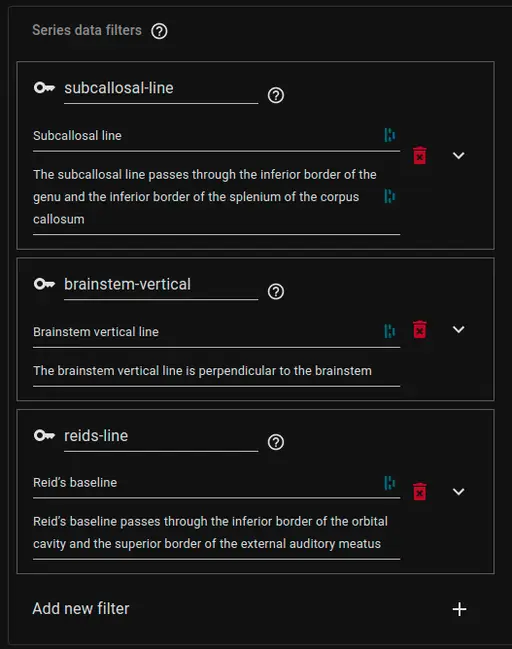 Series data filters
subcallosal-line
Subcallosal line
The subcallosal line passes through the inferior border of the
genu and the inferior border of the splenium of the corpus
callosum
brainstem-vertical
Brainstem vertical line
The brainstem vertical line is perpendicular to the brainstem
reids-line
Reid's baseline
Reid's baseline passes through the inferior border of the orbital
cavity and the superior border of the external auditory meatus
Add new filter